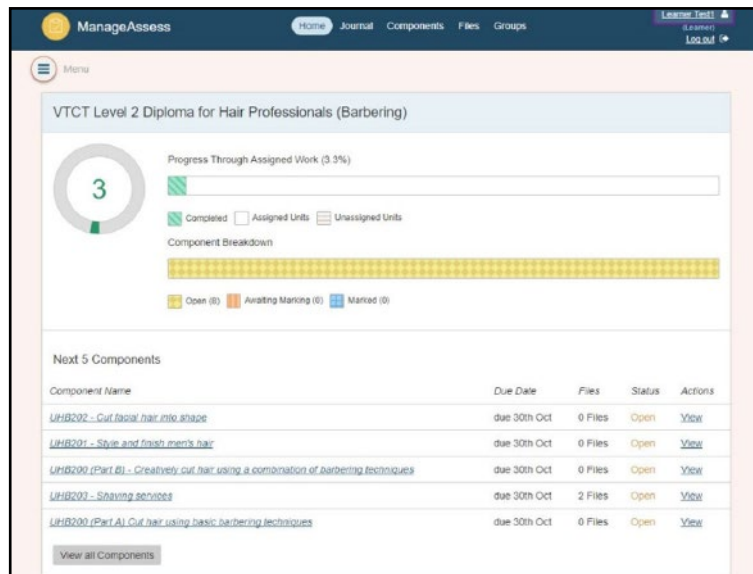 ManageAssess
Home Journal Components Files Groups
Learner Test1
(Learner)
Log out
Menu
VTCT Level 2 Diploma for Hair Professionals (Barbering)
3
Progress Through Assigned Work (3.3%)
Completed Assigned Units Unassigned Units
Component Breakdown
Open (8) Awaiting Marking (0) Marked (0)
Next 5 Components
Component Name Due Date Files Status Actions
UHB202 - Cut facial hair into shape due 30th Oct 0 Files Open View
UHB201 - Style and finish men's hair due 30th Oct 0 Files Open View
UHB200 (Part B) - Creatively cut hair using a combination of barbering techniques due 30th Oct 0 Files Open View
UHB203 - Shaving services due 30th Oct 2 Files Open View
UHB200 (Part A) Cut hair using basic barbering techniques due 30th Oct 0 Files Open View
View all Components